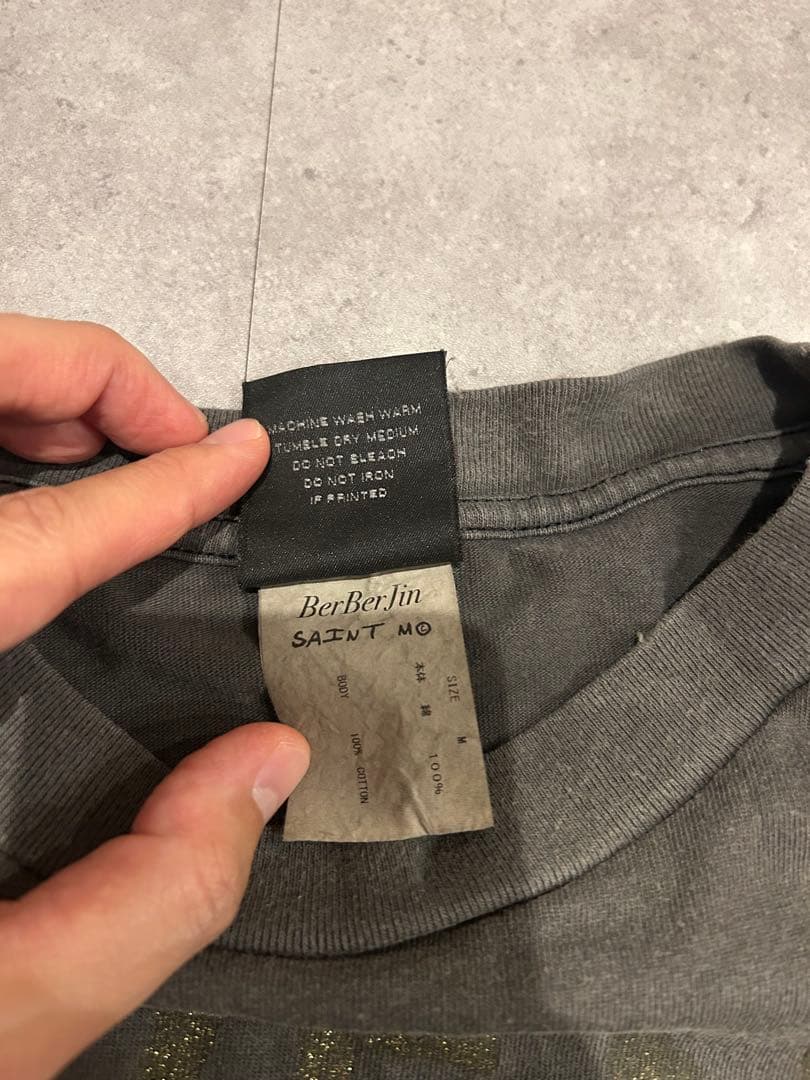 MACHINE WASH WARM
TUMBLE DRY MEDIUM
DO NOT BLEACH
DO NOT IRON
IF PRINTED
BerBerJin
SAINT M©
SIZE M
本体 綿 100%
BODY 100% COTTON